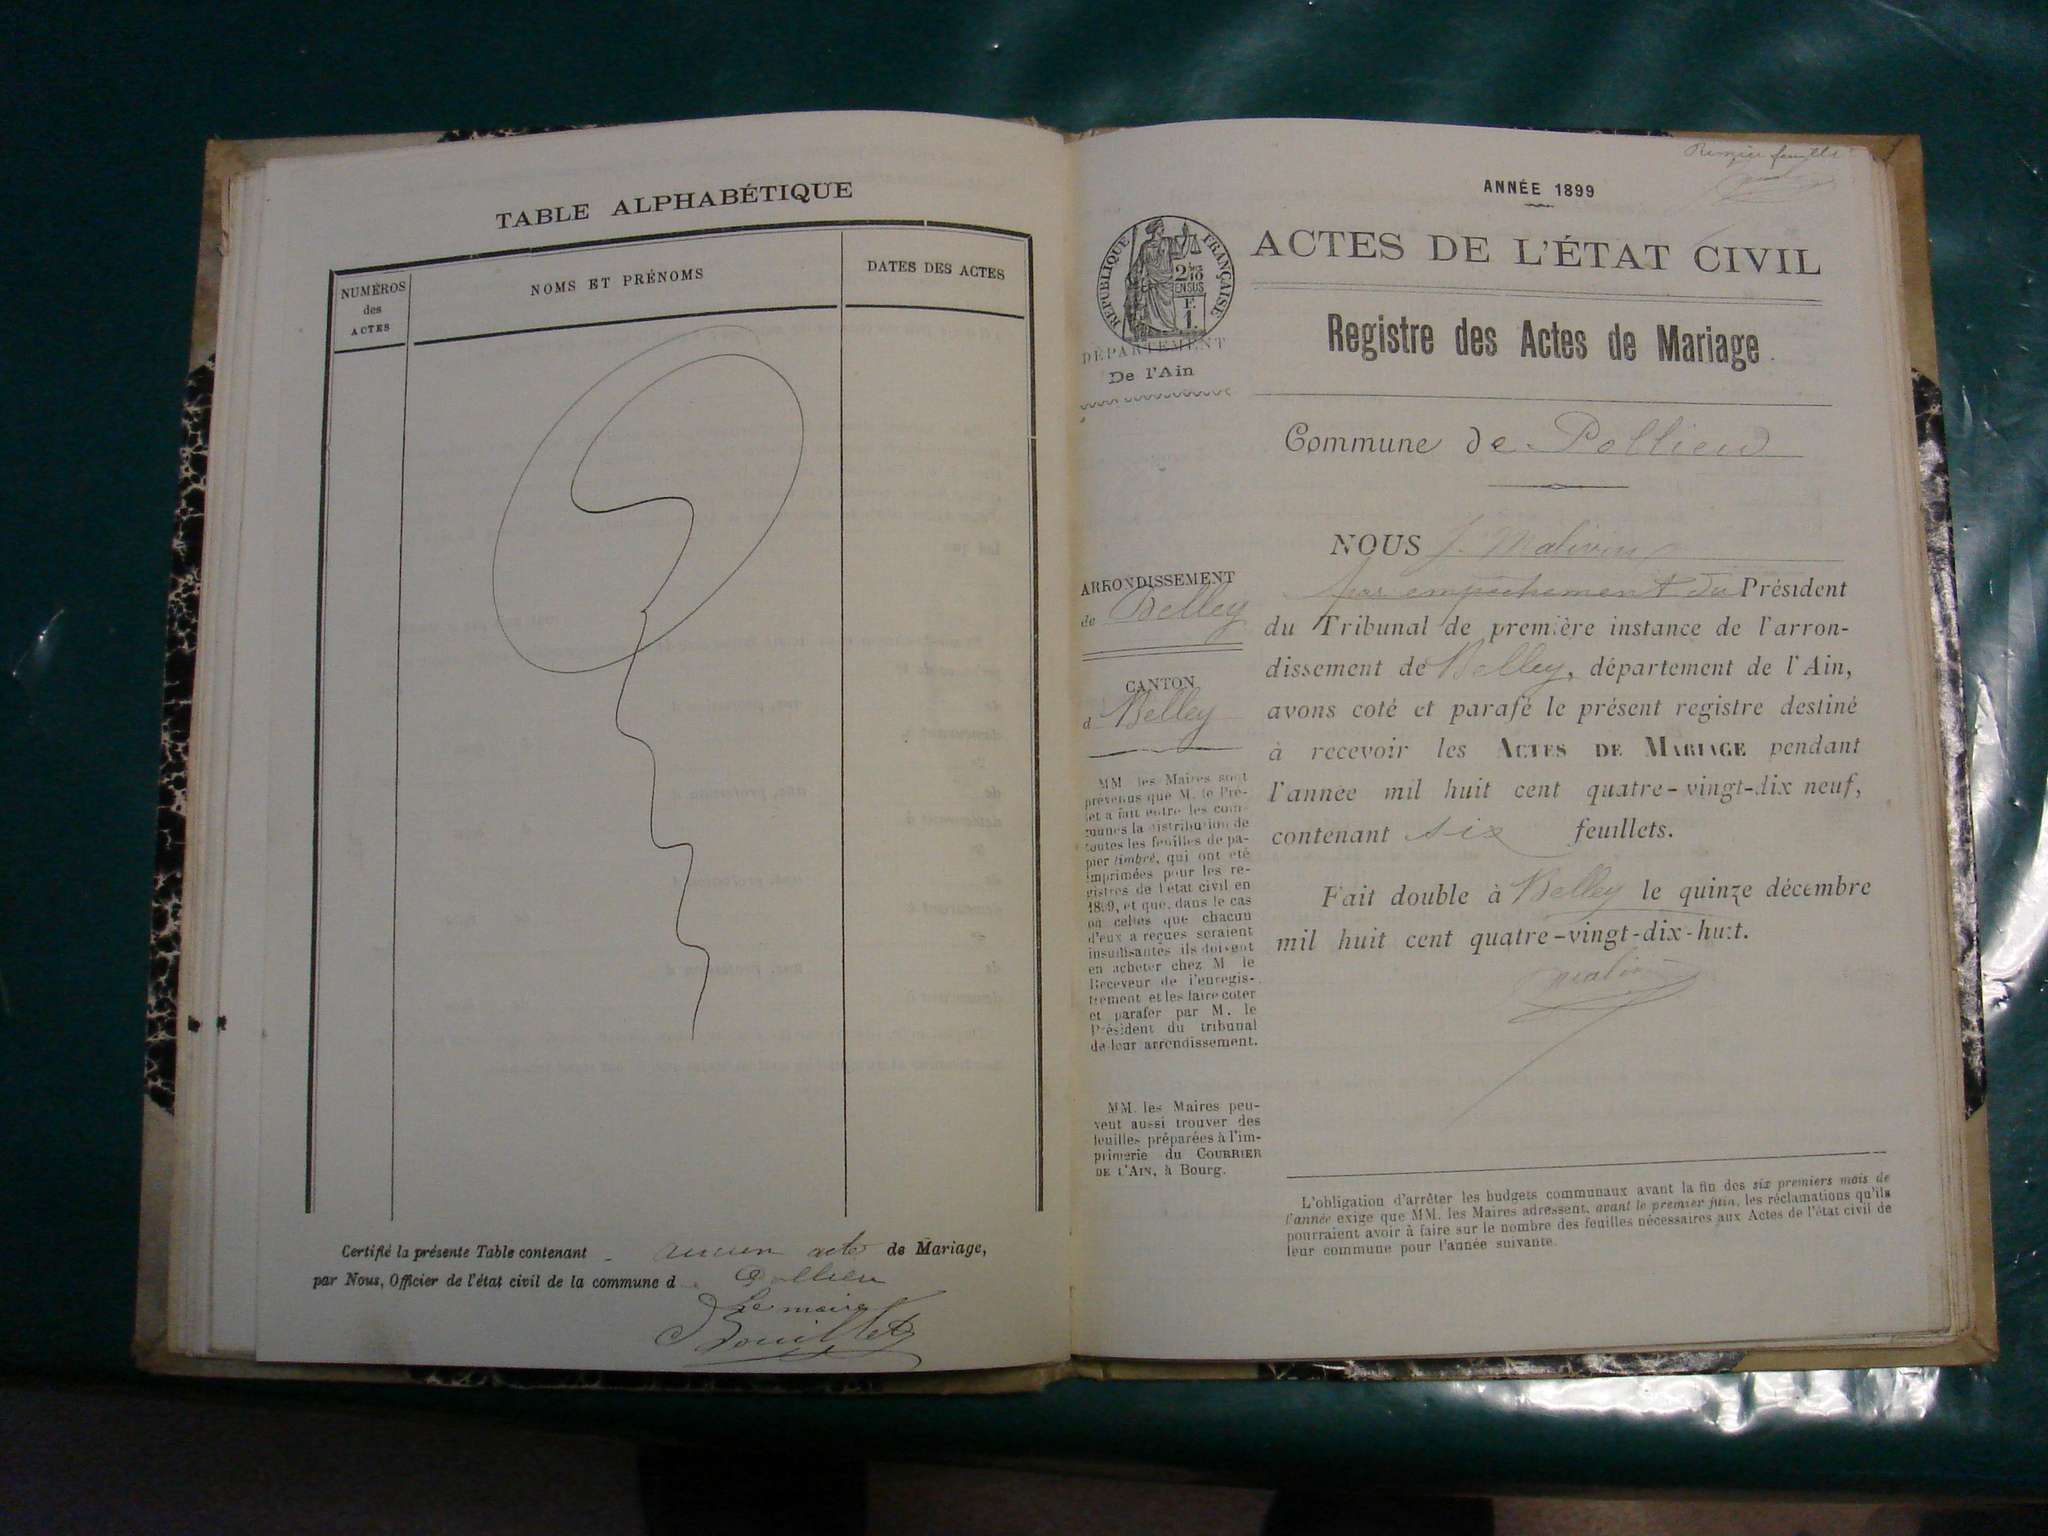 TABLE ALPHABÉTIQUE
NUMÉROS
des
ACTES
NOMS ET PRÉNOMS
DATES DES ACTES
Certifié la présente Table contenant aucun acte de Mariage,
par Nous, Officier de l'état civil de la commune d Pollieu
Le maire
Premier feuillet
ANNÉE 1899
ACTES DE L'ÉTAT CIVIL
RÉPUBLIQUE FRANÇAISE
DÉPARTEMENT
De l'Ain
Registre des Actes de Mariage
Commune de Pollieu
ARRONDISSEMENT
de Belley
CANTON
d Belley
MM les Maires sont
prévenus que M. le Pré-
fet a fait entre les com-
munes la distribution de
toutes les feuilles de pa-
pier timbré, qui ont été
imprimées pour les re-
gistres de l'état civil en
1899, et que, dans le cas
où celles que chacun
d'eux a reçues seraient
insuffisantes ils doivent
en acheter chez M. le
Receveur de l'enregis-
trement et les faire coter
et parafer par M. le
Président du tribunal
de leur arrondissement.
MM. les Maires peu-
vent aussi trouver des
feuilles préparées à l'im-
primerie du COURRIER
DE L'AIN, à Bourg.
NOUS J.
par empêchement du Président
du Tribunal de première instance de l'arron-
dissement de Belley, département de l'Ain,
avons coté et parafé le présent registre destiné
à recevoir les ACTES DE MARIAGE pendant
l'année mil huit cent quatre-vingt-dix neuf,
contenant six feuillets.
Fait double à Belley le quinze décembre
mil huit cent quatre-vingt-dix-huit.
L'obligation d'arrêter les budgets communaux avant la fin des six premiers mois de
l'année exige que MM. les Maires adressent, avant le premier juin, les réclamations qu'ils
pourraient avoir à faire sur le nombre des feuilles nécessaires aux Actes de l'état civil de
leur commune pour l'année suivante.